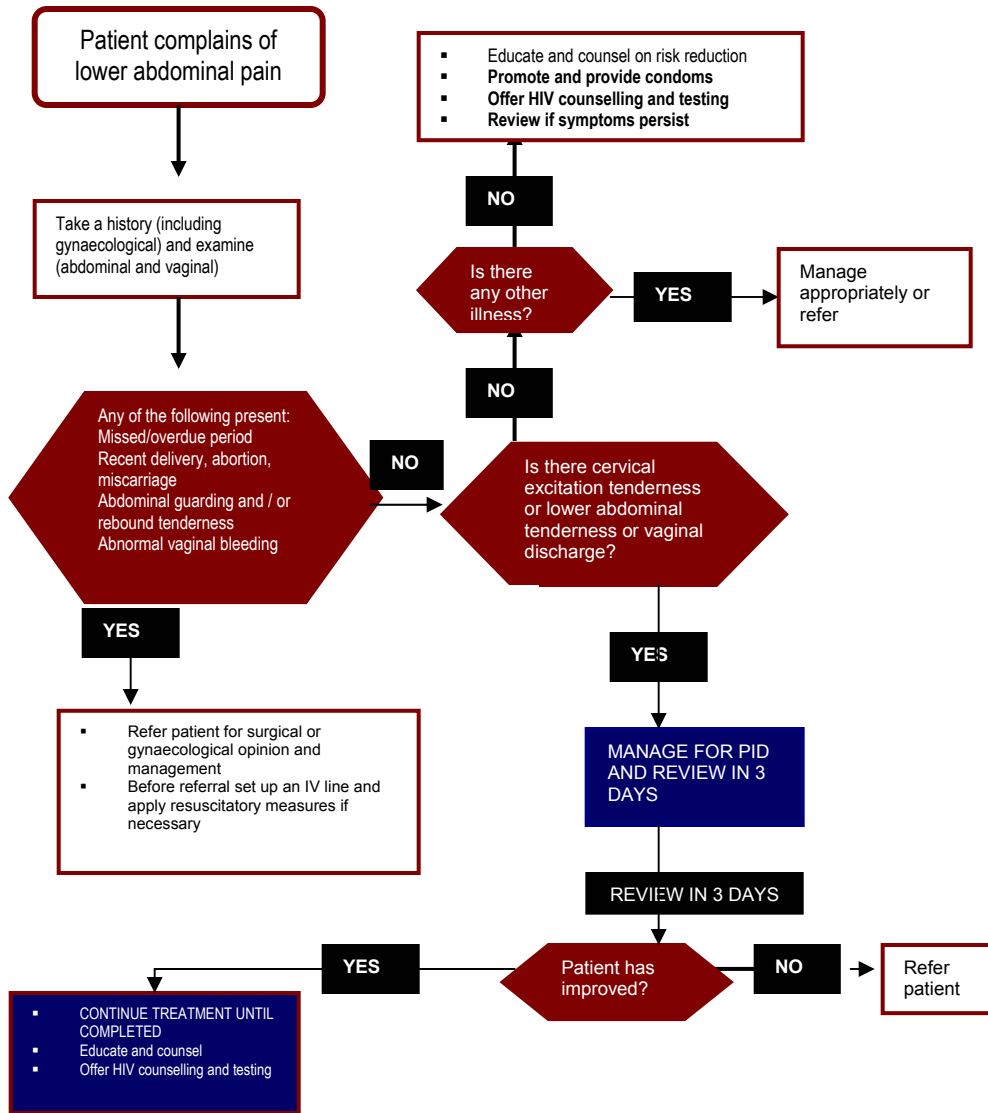 Patient complains of
lower abdominal pain
Take a history (including
gynaecological) and examine
(abdominal and vaginal)
Any of the following present:
Missed/overdue period
Recent delivery, abortion,
miscarriage
Abdominal guarding and / or
rebound tenderness
Abnormal vaginal bleeding
YES
▪ Refer patient for surgical or
gynaecological opinion and
management
▪ Before referral set up an IV line and
apply resuscitatory measures if
necessary
NO
Is there cervical
excitation tenderness
or lower abdominal
tenderness or vaginal
discharge?
NO
Is there
any other
illness?
NO
▪ Educate and counsel on risk reduction
▪ Promote and provide condoms
▪ Offer HIV counselling and testing
▪ Review if symptoms persist
YES
Manage
appropriately or
refer
YES
MANAGE FOR PID
AND REVIEW IN 3
DAYS
REVIEW IN 3 DAYS
Patient has
improved?
YES
▪ CONTINUE TREATMENT UNTIL
COMPLETED
▪ Educate and counsel
▪ Offer HIV counselling and testing
NO
Refer
patient